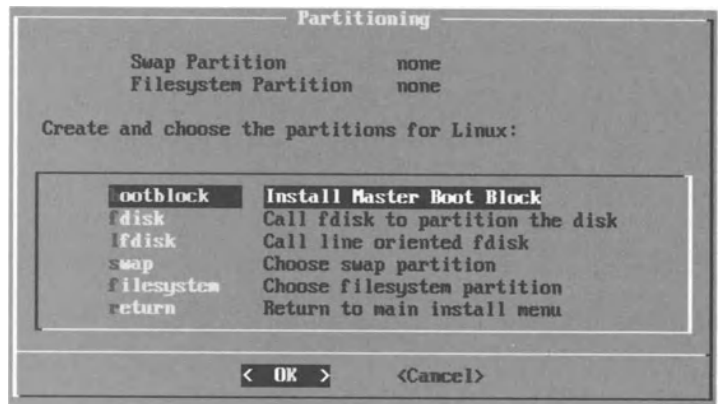 Partitioning
Swap Partition none
Filesystem Partition none
Create and choose the partitions for Linux:
bootblock Install Master Boot Block
fdisk Call fdisk to partition the disk
lfdisk Call line oriented fdisk
swap Choose swap partition
filesystem Choose filesystem partition
return Return to main install menu
< OK > <Cancel>